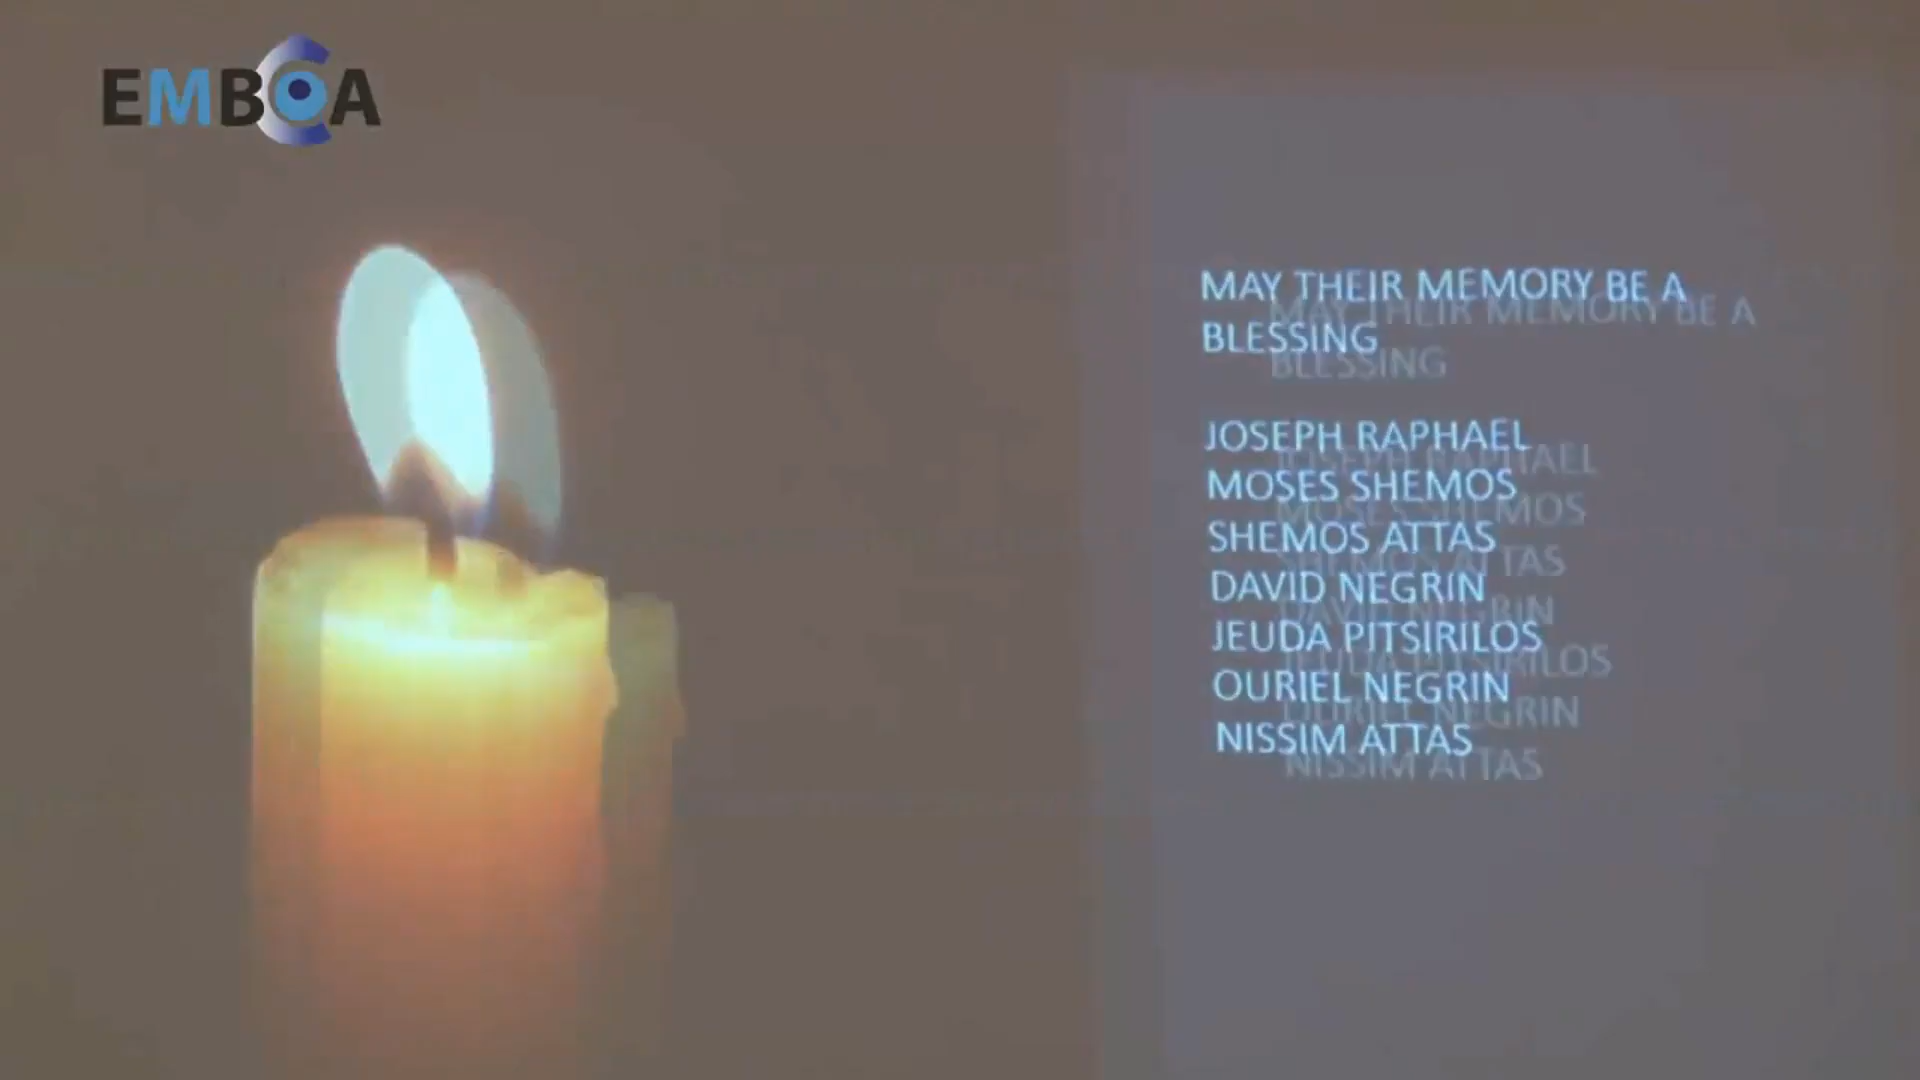 EMBCA
MAY THEIR MEMORY BE A
BLESSING
JOSEPH RAPHAEL
MOSES SHEMOS
SHEMOS ATTAS
DAVID NEGRIN
JEUDA PITSIRILOS
OURIEL NEGRIN
NISSIM ATTAS